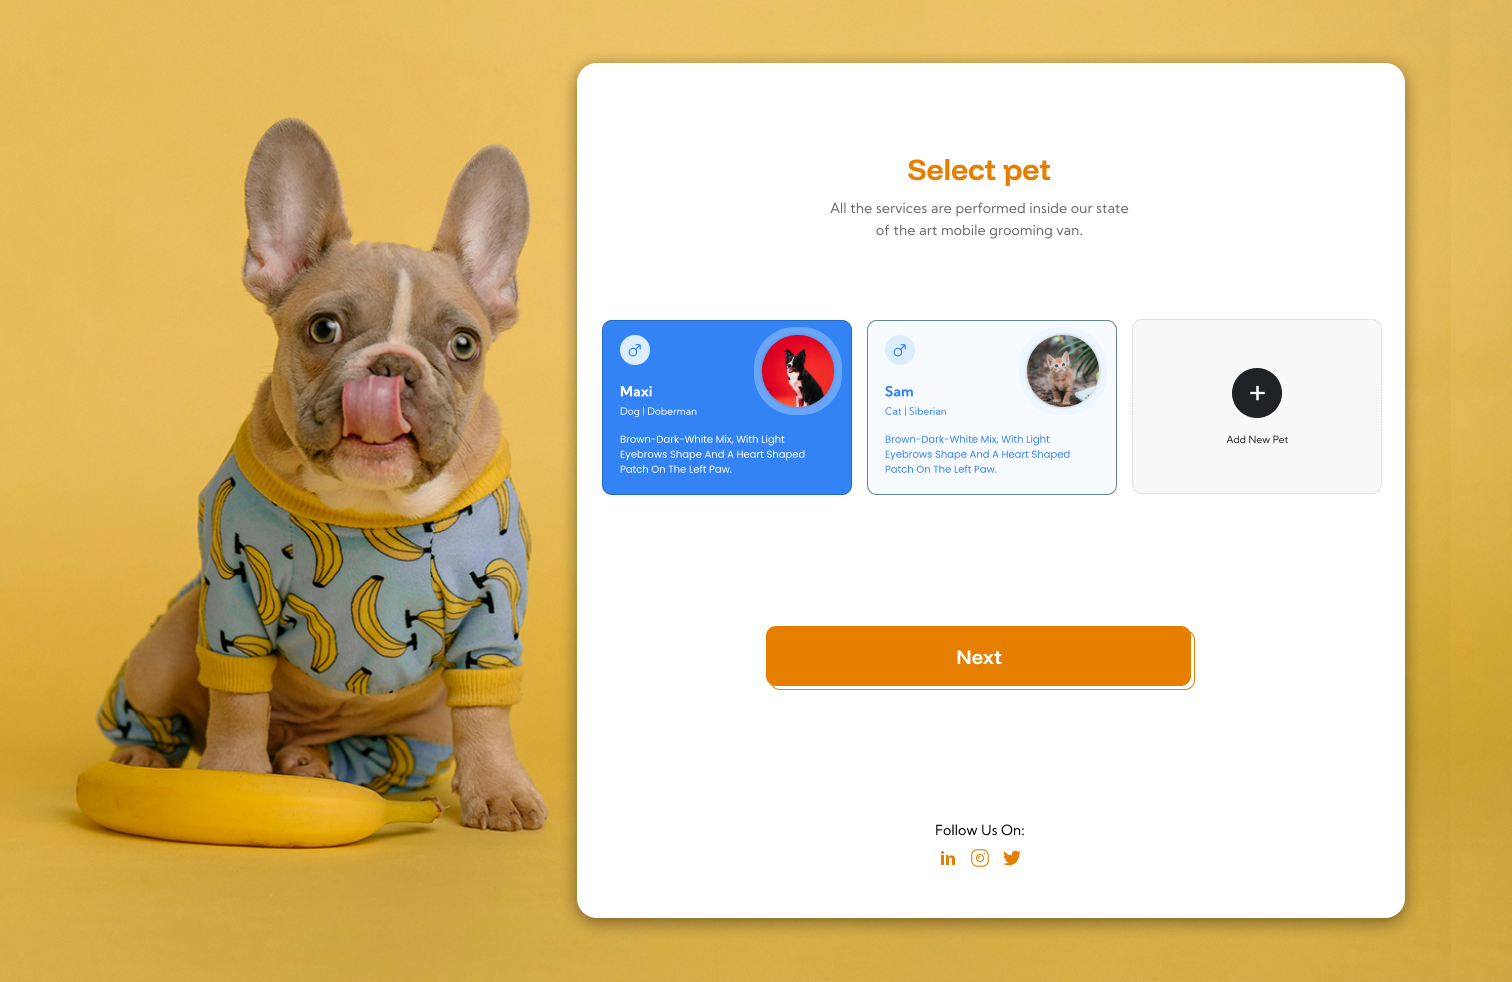 Select pet
All the services are performed inside our state
of the art mobile grooming van.
Maxi
Dog | Doberman
Brown-Dark-White Mix, With Light
Eyebrows Shape And A Heart Shaped
Patch On The Left Paw.
Sam
Cat | Siberian
Brown-Dark-White Mix, With Light
Eyebrows Shape And A Heart Shaped
Patch On The Left Paw.
Add New Pet
Next
Follow Us On:
in